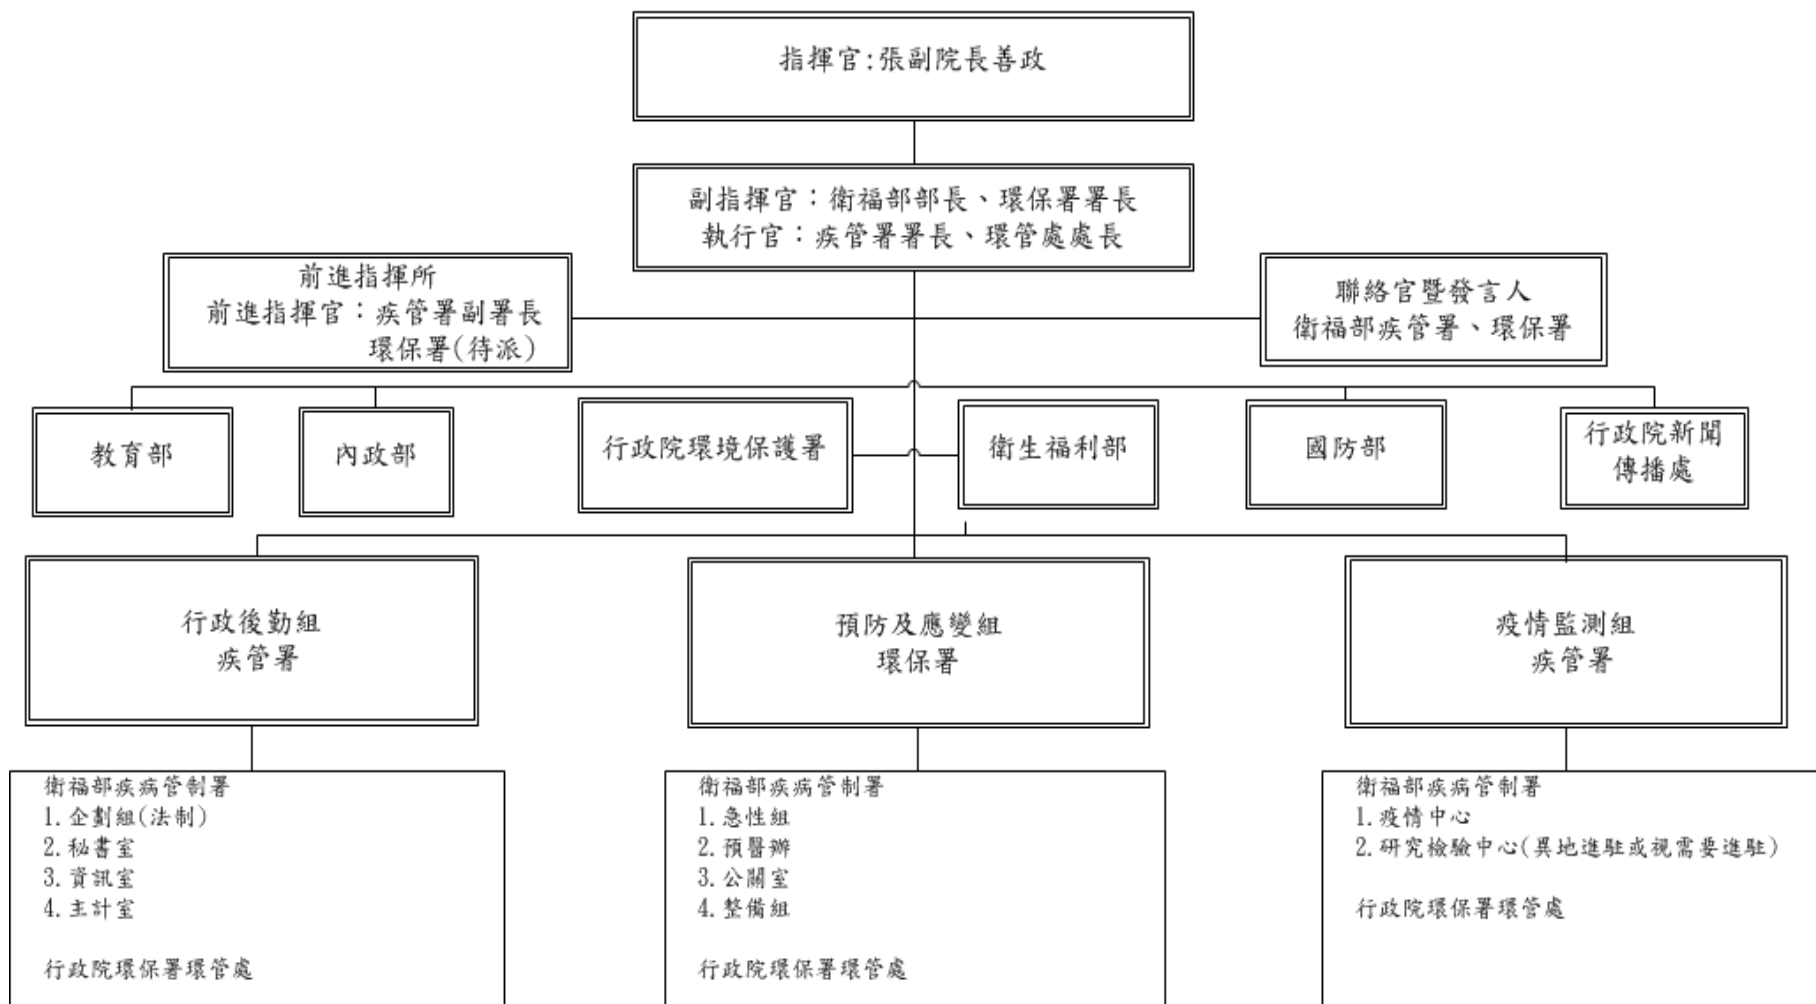 指揮官:張副院長善政
副指揮官：衛福部部長、環保署署長
執行官：疾管署署長、環管處處長
前進指揮所
前進指揮官：疾管署副署長
環保署(待派)
聯絡官暨發言人
衛福部疾管署、環保署
教育部
內政部
行政院環境保護署
衛生福利部
國防部
行政院新聞
傳播處
行政後勤組
疾管署
預防及應變組
環保署
疫情監測組
疾管署
衛福部疾病管制署
1.企劃組(法制)
2.秘書室
3.資訊室
4.主計室
行政院環保署環管處
衛福部疾病管制署
1.急性組
2.預醫辦
3.公關室
4.整備組
行政院環保署環管處
衛福部疾病管制署
1.疫情中心
2.研究檢驗中心(異地進駐或視需要進駐)
行政院環保署環管處